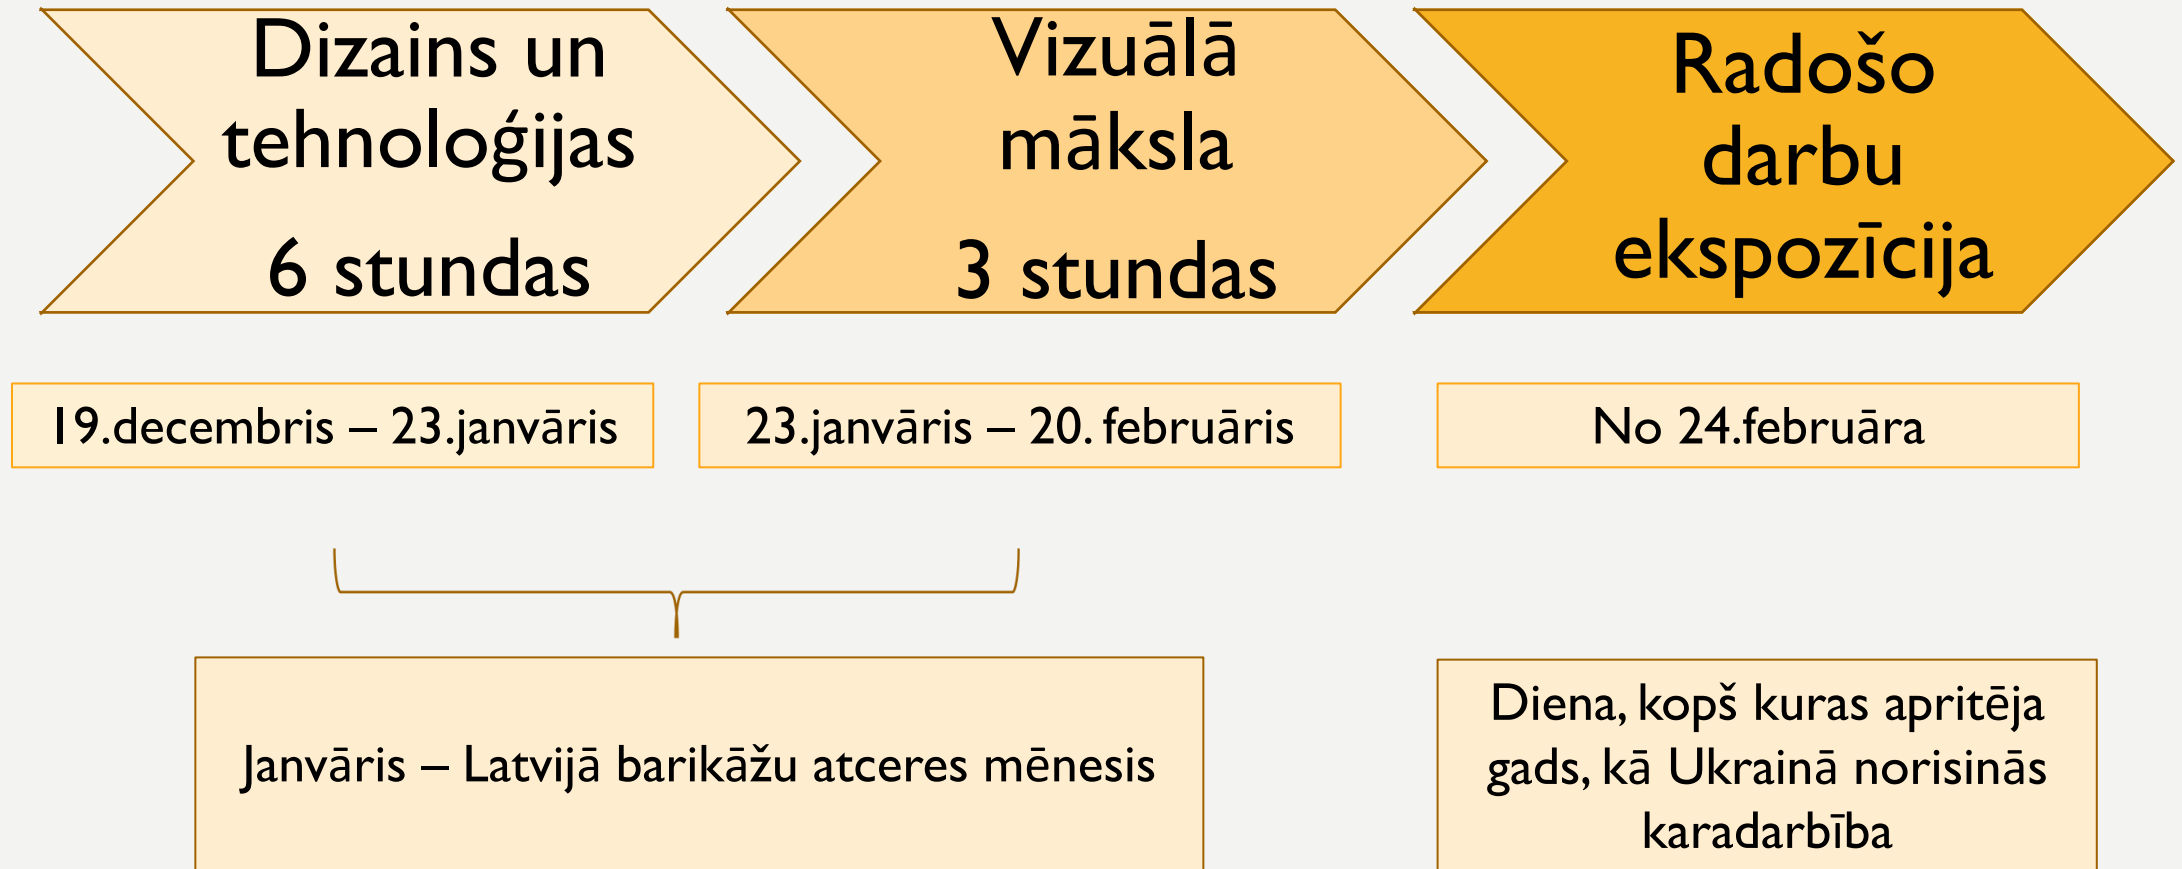 Dizains un
tehnoloģijas
6 stundas
Vizuālā
māksla
3 stundas
Radošo
darbu
ekspozīcija
19.decembris – 23.janvāris
23.janvāris – 20. februāris
No 24.februāra
Janvāris – Latvijā barikāžu atceres mēnesis
Diena, kopš kuras apritēja
gads, kā Ukrainā norisinās
karadarbība